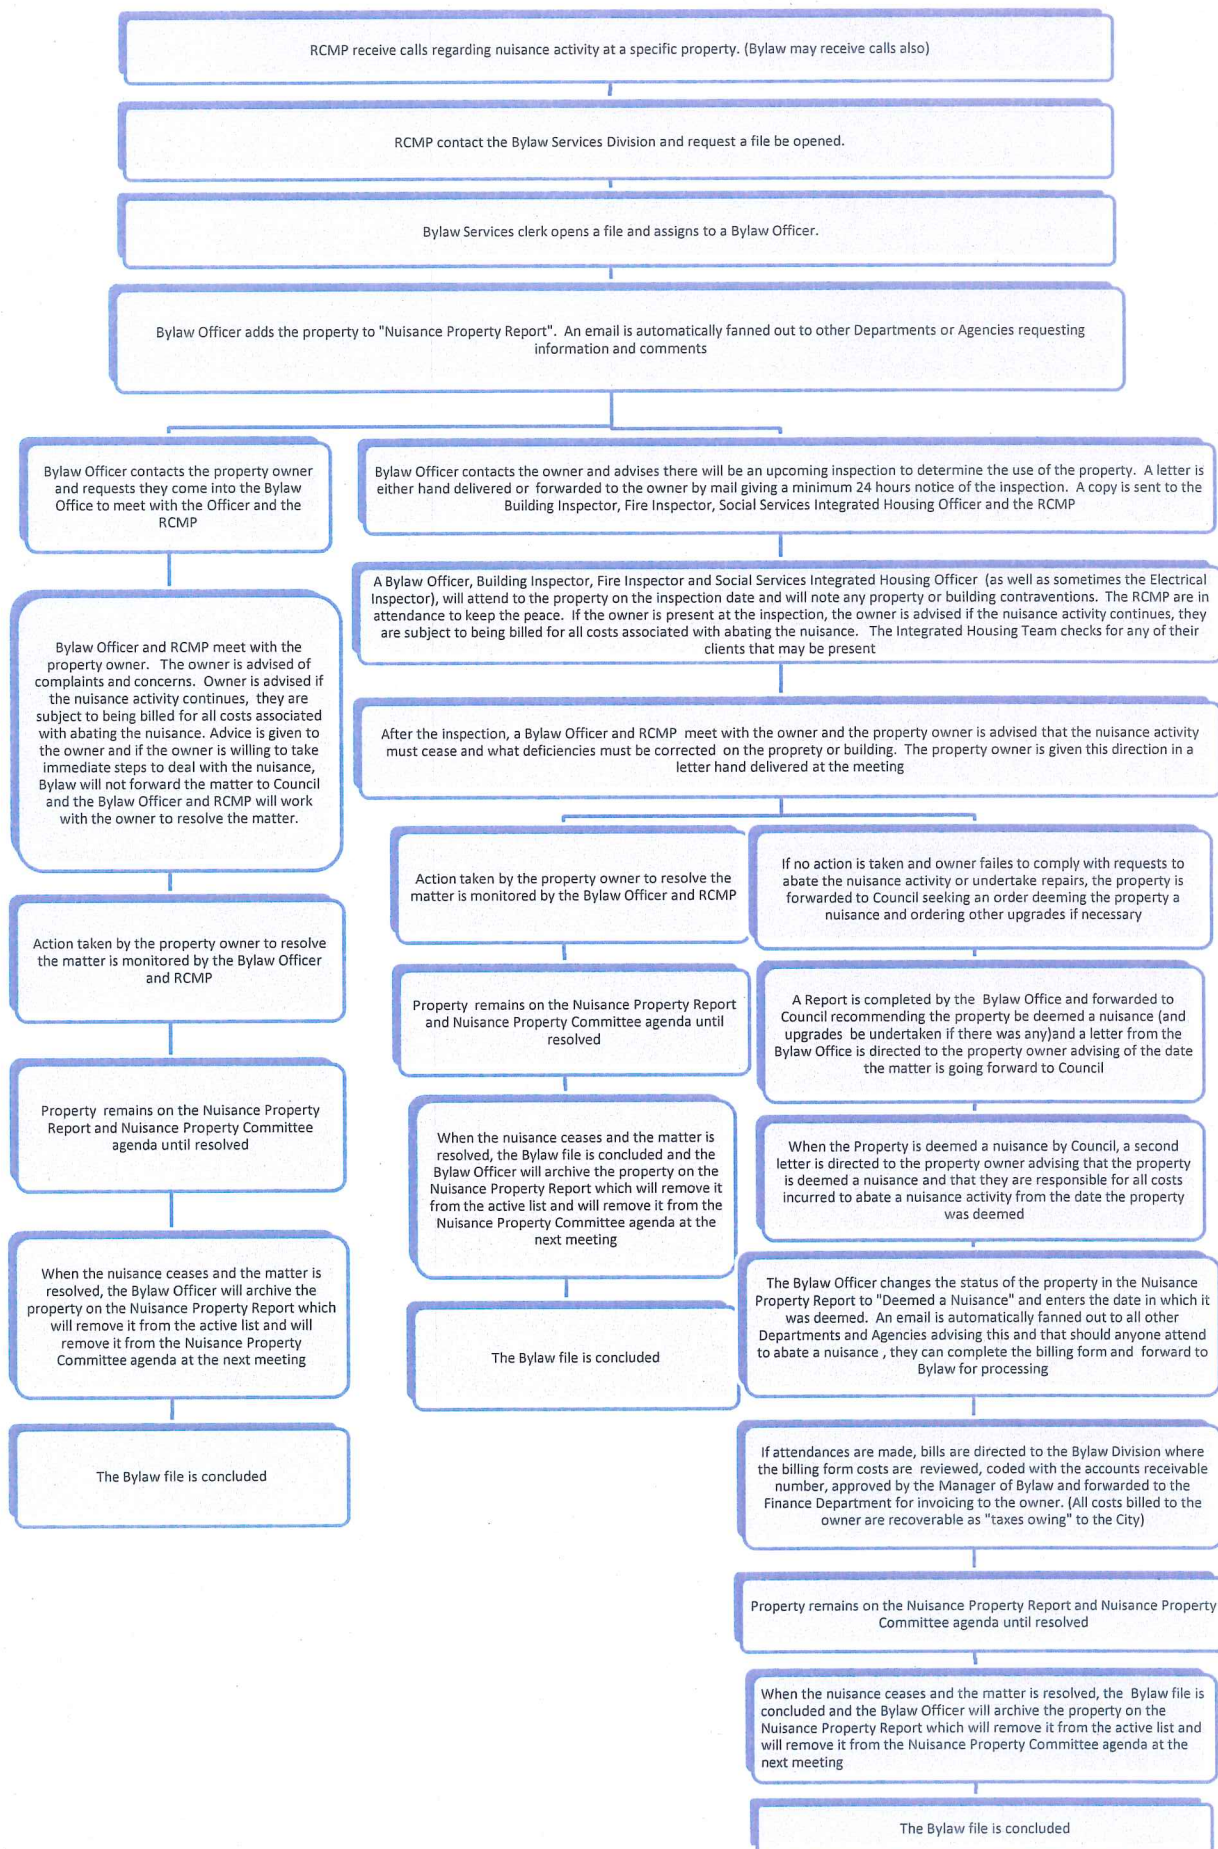 RCMP receive calls regarding nuisance activity at a specific property. (Bylaw may receive calls also)
RCMP contact the Bylaw Services Division and request a file be opened.
Bylaw Services clerk opens a file and assigns to a Bylaw Officer.
Bylaw Officer adds the property to "Nuisance Property Report". An email is automatically fanned out to other Departments or Agencies requesting
information and comments
Bylaw Officer contacts the property owner
and requests they come into the Bylaw
Office to meet with the Officer and the
RCMP
Bylaw Officer and RCMP meet with the
property owner. The owner is advised of
complaints and concerns. Owner is advised if
the nuisance activity continues, they are
subject to being billed for all costs associated
with abating the nuisance. Advice is given to
the owner and if the owner is willing to take
immediate steps to deal with the nuisance,
Bylaw will not forward the matter to Council
and the Bylaw Officer and RCMP will work
with the owner to resolve the matter.
Action taken by the property owner to resolve
the matter is monitored by the Bylaw Officer
and RCMP
Property remains on the Nuisance Property
Report and Nuisance Property Committee
agenda until resolved
When the nuisance ceases and the matter is
resolved, the Bylaw Officer will archive the
property on the Nuisance Property Report which
will remove it from the active list and will
remove it from the Nuisance Property
Committee agenda at the next meeting
The Bylaw file is concluded
Bylaw Officer contacts the owner and advises there will be an upcoming inspection to determine the use of the property. A letter is
either hand delivered or forwarded to the owner by mail giving a minimum 24 hours notice of the inspection. A copy is sent to the
Building Inspector, Fire Inspector, Social Services Integrated Housing Officer and the RCMP
A Bylaw Officer, Building Inspector, Fire Inspector and Social Services Integrated Housing Officer (as well as sometimes the Electrical
Inspector), will attend to the property on the inspection date and will note any property or building contraventions. The RCMP are in
attendance to keep the peace. If the owner is present at the inspection, the owner is advised if the nuisance activity continues, they
are subject to being billed for all costs associated with abating the nuisance. The Integrated Housing Team checks for any of their
clients that may be present
After the inspection, a Bylaw Officer and RCMP meet with the owner and the property owner is advised that the nuisance activity
must cease and what deficiencies must be corrected on the proprety or building. The property owner is given this direction in a
letter hand delivered at the meeting
Action taken by the property owner to resolve the
matter is monitored by the Bylaw Officer and RCMP
Property remains on the Nuisance Property Report
and Nuisance Property Committee agenda until
resolved
When the nuisance ceases and the matter is
resolved, the Bylaw file is concluded and the
Bylaw Officer will archive the property on the
Nuisance Property Report which will remove it
from the active list and will remove it from the
Nuisance Property Committee agenda at the
next meeting
The Bylaw file is concluded
If no action is taken and owner failes to comply with requests to
abate the nuisance activity or undertake repairs, the property is
forwarded to Council seeking an order deeming the property a
nuisance and ordering other upgrades if necessary
A Report is completed by the Bylaw Office and forwarded to
Council recommending the property be deemed a nuisance (and
upgrades be undertaken if there was any)and a letter from the
Bylaw Office is directed to the property owner advising of the date
the matter is going forward to Council
When the Property is deemed a nuisance by Council, a second
letter is directed to the property owner advising that the property
is deemed a nuisance and that they are responsible for all costs
incurred to abate a nuisance activity from the date the property
was deemed
The Bylaw Officer changes the status of the property in the Nuisance
Property Report to "Deemed a Nuisance" and enters the date in which it
was deemed. An email is automatically fanned out to all other
Departments and Agencies advising this and that should anyone attend
to abate a nuisance , they can complete the billing form and forward to
Bylaw for processing
If attendances are made, bills are directed to the Bylaw Division where
the billing form costs are reviewed, coded with the accounts receivable
number, approved by the Manager of Bylaw and forwarded to the
Finance Department for invoicing to the owner. (All costs billed to the
owner are recoverable as "taxes owing" to the City)
Property remains on the Nuisance Property Report and Nuisance Property
Committee agenda until resolved
When the nuisance ceases and the matter is resolved, the Bylaw file is
concluded and the Bylaw Officer will archive the property on the
Nuisance Property Report which will remove it from the active list and
will remove it from the Nuisance Property Committee agenda at the
next meeting
The Bylaw file is concluded